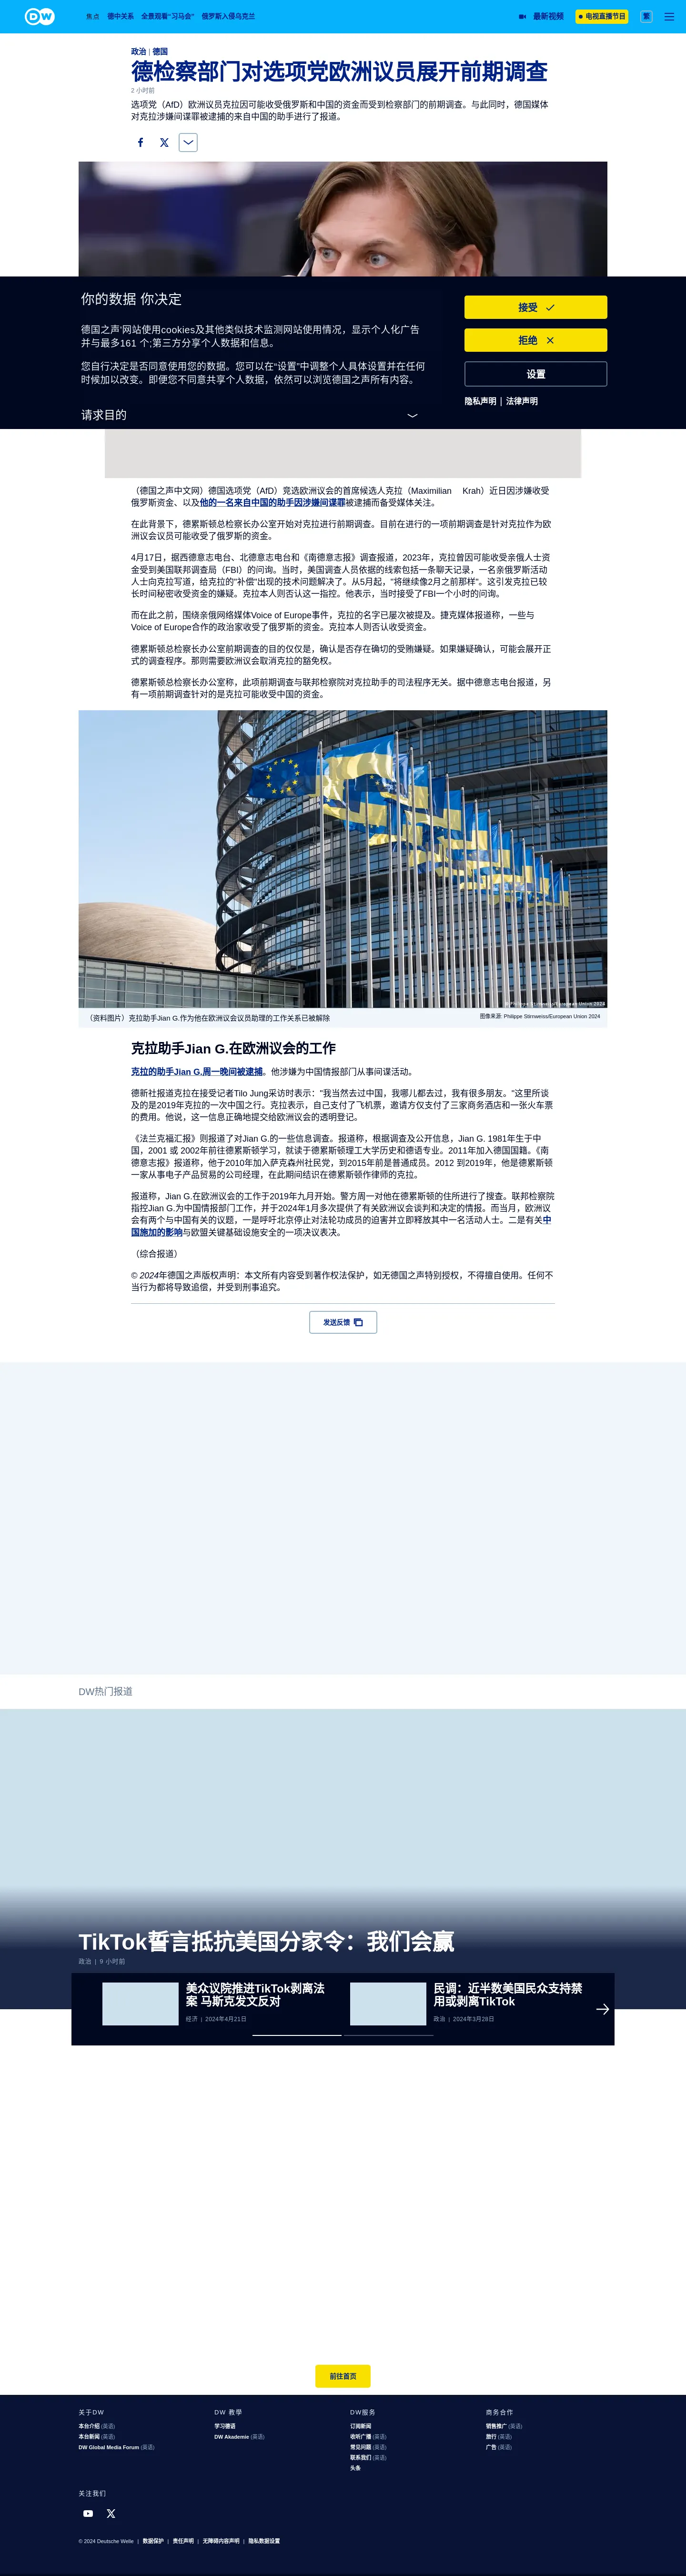 DW
焦点 德中关系 全景观看“习马会” 俄罗斯入侵乌克兰
最新视频
电视直播节目
繁
政治 | 德国
德检察部门对选项党欧洲议员展开前期调查
2 小时前
选项党（AfD）欧洲议员克拉因可能收受俄罗斯和中国的资金而受到检察部门的前期调查。与此同时，德国媒体
对克拉涉嫌间谍罪被逮捕的来自中国的助手进行了报道。
你的数据 你决定
德国之声'网站使用cookies及其他类似技术监测网站使用情况，显示个人化广告
并与最多161 个;第三方分享个人数据和信息。
您自行决定是否同意使用您的数据。您可以在“设置”中调整个人具体设置并在任何
时候加以改变。即便您不同意共享个人数据，依然可以浏览德国之声所有内容。
请求目的
接受
拒绝
设置
隐私声明 | 法律声明
（德国之声中文网）德国选项党（AfD）竞选欧洲议会的首席候选人克拉（Maximilian Krah）近日因涉嫌收受
俄罗斯资金、以及他的一名来自中国的助手因涉嫌间谍罪被逮捕而备受媒体关注。
在此背景下，德累斯顿总检察长办公室开始对克拉进行前期调查。目前在进行的一项前期调查是针对克拉作为欧
洲议会议员可能收受了俄罗斯的资金。
4月17日，据西德意志电台、北德意志电台和《南德意志报》调查报道，2023年，克拉曾因可能收受亲俄人士资
金受到美国联邦调查局（FBI）的问询。当时，美国调查人员依据的线索包括一条聊天记录，一名亲俄罗斯活动
人士向克拉写道，给克拉的"补偿"出现的技术问题解决了。从5月起，"将继续像2月之前那样"。这引发克拉已较
长时间秘密收受资金的嫌疑。克拉本人则否认这一指控。他表示，当时接受了FBI一个小时的问询。
而在此之前，围绕亲俄网络媒体Voice of Europe事件，克拉的名字已屡次被提及。捷克媒体报道称，一些与
Voice of Europe合作的政治家收受了俄罗斯的资金。克拉本人则否认收受资金。
德累斯顿总检察长办公室前期调查的目的仅仅是，确认是否存在确切的受贿嫌疑。如果嫌疑确认，可能会展开正
式的调查程序。那则需要欧洲议会取消克拉的豁免权。
德累斯顿总检察长办公室称，此项前期调查与联邦检察院对克拉助手的司法程序无关。据中德意志电台报道，另
有一项前期调查针对的是克拉可能收受中国的资金。
© Philippe Stirnweiss/European Union 2024
（资料图片）克拉助手Jian G.作为他在欧洲议会议员助理的工作关系已被解除
图像来源: Philippe Stirnweiss/European Union 2024
克拉助手Jian G.在欧洲议会的工作
克拉的助手Jian G.周一晚间被逮捕。他涉嫌为中国情报部门从事间谍活动。
德新社报道克拉在接受记者Tilo Jung采访时表示："我当然去过中国，我哪儿都去过，我有很多朋友。"这里所谈
及的是2019年克拉的一次中国之行。克拉表示，自己支付了飞机票，邀请方仅支付了三家商务酒店和一张火车票
的费用。他说，这一信息正确地提交给欧洲议会的透明登记。
《法兰克福汇报》则报道了对Jian G.的一些信息调查。报道称，根据调查及公开信息，Jian G. 1981年生于中
国，2001 或 2002年前往德累斯顿学习，就读于德累斯顿理工大学历史和德语专业。2011年加入德国国籍。《南
德意志报》报道称，他于2010年加入萨克森州社民党，到2015年前是普通成员。2012 到2019年，他是德累斯顿
一家从事电子产品贸易的公司经理，在此期间结识在德累斯顿作律师的克拉。
报道称，Jian G.在欧洲议会的工作于2019年九月开始。警方周一对他在德累斯顿的住所进行了搜查。联邦检察院
指控Jian G.为中国情报部门工作，并于2024年1月多次提供了有关欧洲议会谈判和决定的情报。而当月，欧洲议
会有两个与中国有关的议题，一是呼吁北京停止对法轮功成员的迫害并立即释放其中一名活动人士。二是有关中
国施加的影响与欧盟关键基础设施安全的一项决议表决。
（综合报道）
© 2024年德国之声版权声明：本文所有内容受到著作权法保护，如无德国之声特别授权，不得擅自使用。任何不
当行为都将导致追偿，并受到刑事追究。
发送反馈
DW热门报道
TikTok誓言抵抗美国分家令：我们会赢
政治 | 9 小时前
美众议院推进TikTok剥离法
案 马斯克发文反对
经济 | 2024年4月21日
民调：近半数美国民众支持禁
用或剥离TikTok
政治 | 2024年3月28日
前往首页
关于DW
本台介绍 (英语)
本台新闻 (英语)
DW Global Media Forum (英语)
DW 教學
学习德语
DW Akademie (英语)
DW服务
订阅新闻
收听广播 (英语)
常见问题 (英语)
联系我们 (英语)
头条
商务合作
销售推广 (英语)
旅行 (英语)
广告 (英语)
关注我们
© 2024 Deutsche Welle | 数据保护 | 责任声明 | 无障碍内容声明 | 隐私数据设置